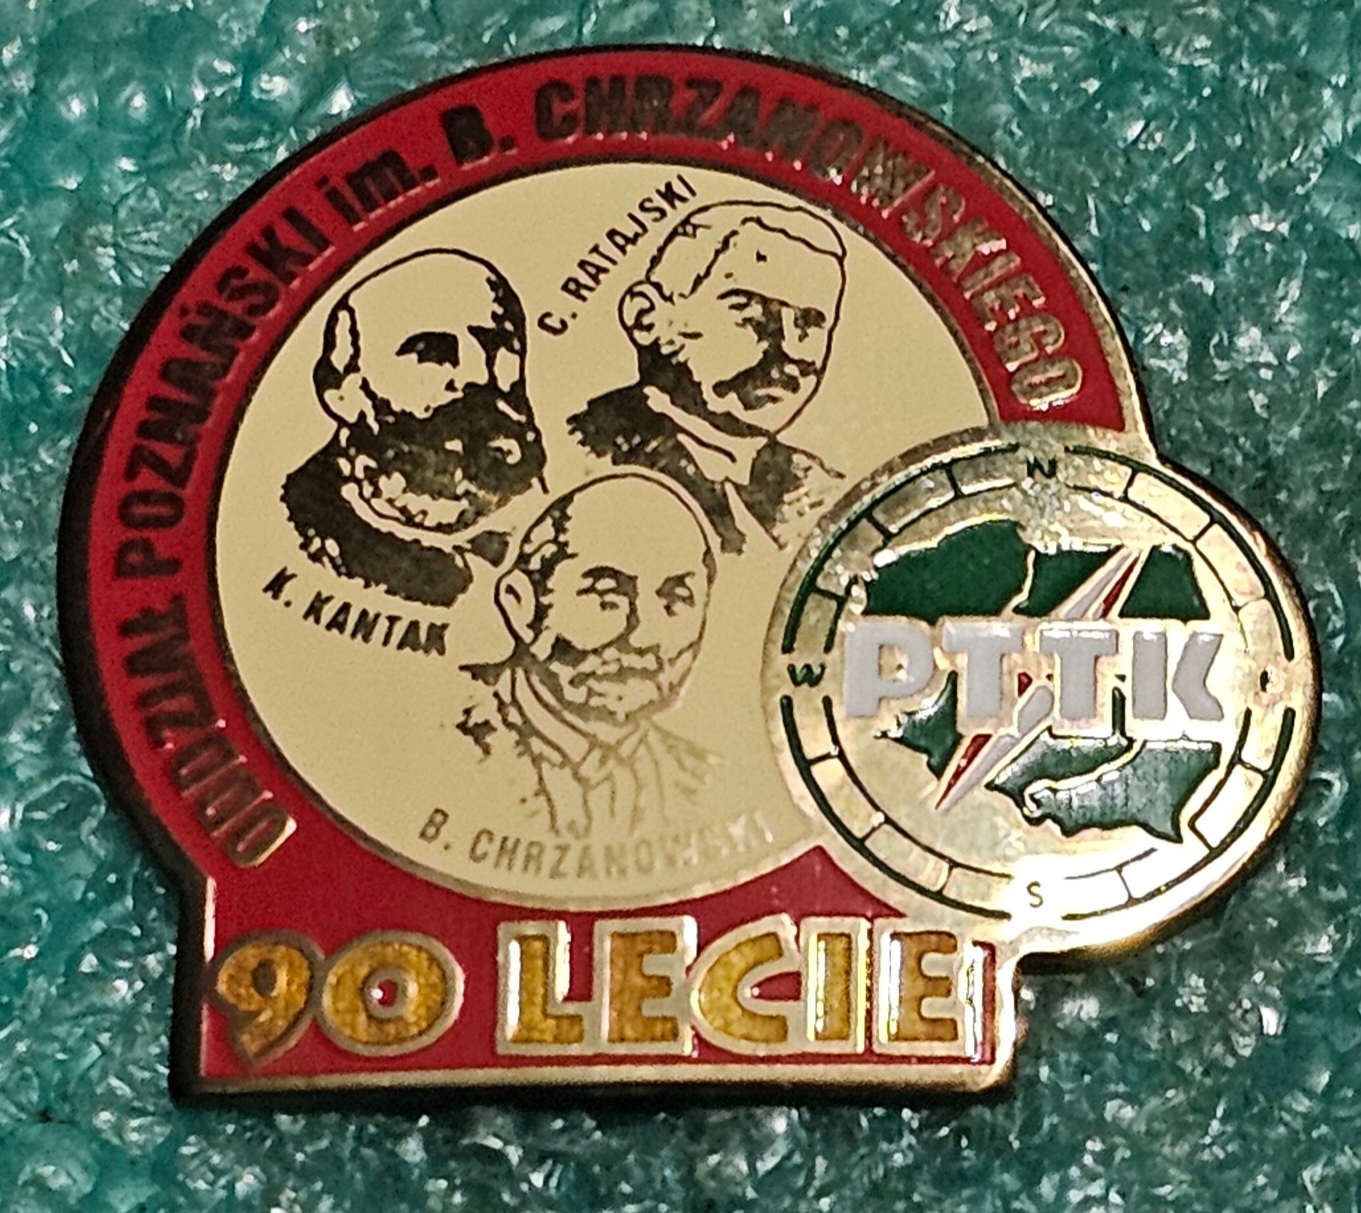 ODDZIAŁ POZNAŃSKI im. B. CHRZANOWSKIEGO
C. RATAJSKI
K. KANTAK
B. CHRZANOWSKI
N
W
PTTK
S
90 LECIE